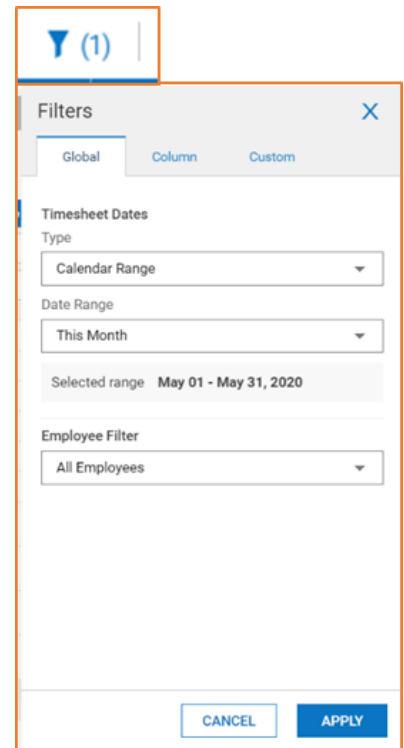 (1)
Filters
Global Column Custom
Timesheet Dates
Type
Calendar Range
Date Range
This Month
Selected range May 01 - May 31, 2020
Employee Filter
All Employees
CANCEL APPLY